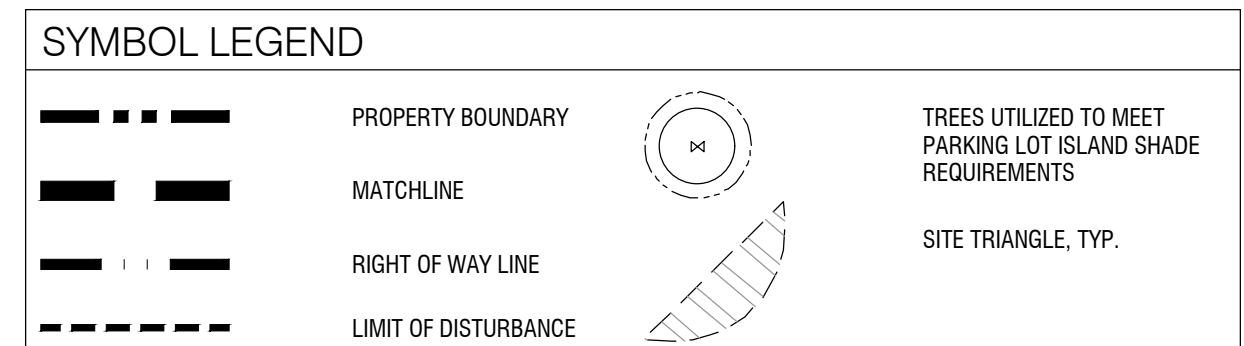 SYMBOL LEGEND
PROPERTY BOUNDARY
MATCHLINE
RIGHT OF WAY LINE
LIMIT OF DISTURBANCE
TREES UTILIZED TO MEET
PARKING LOT ISLAND SHADE
REQUIREMENTS
SITE TRIANGLE, TYP.